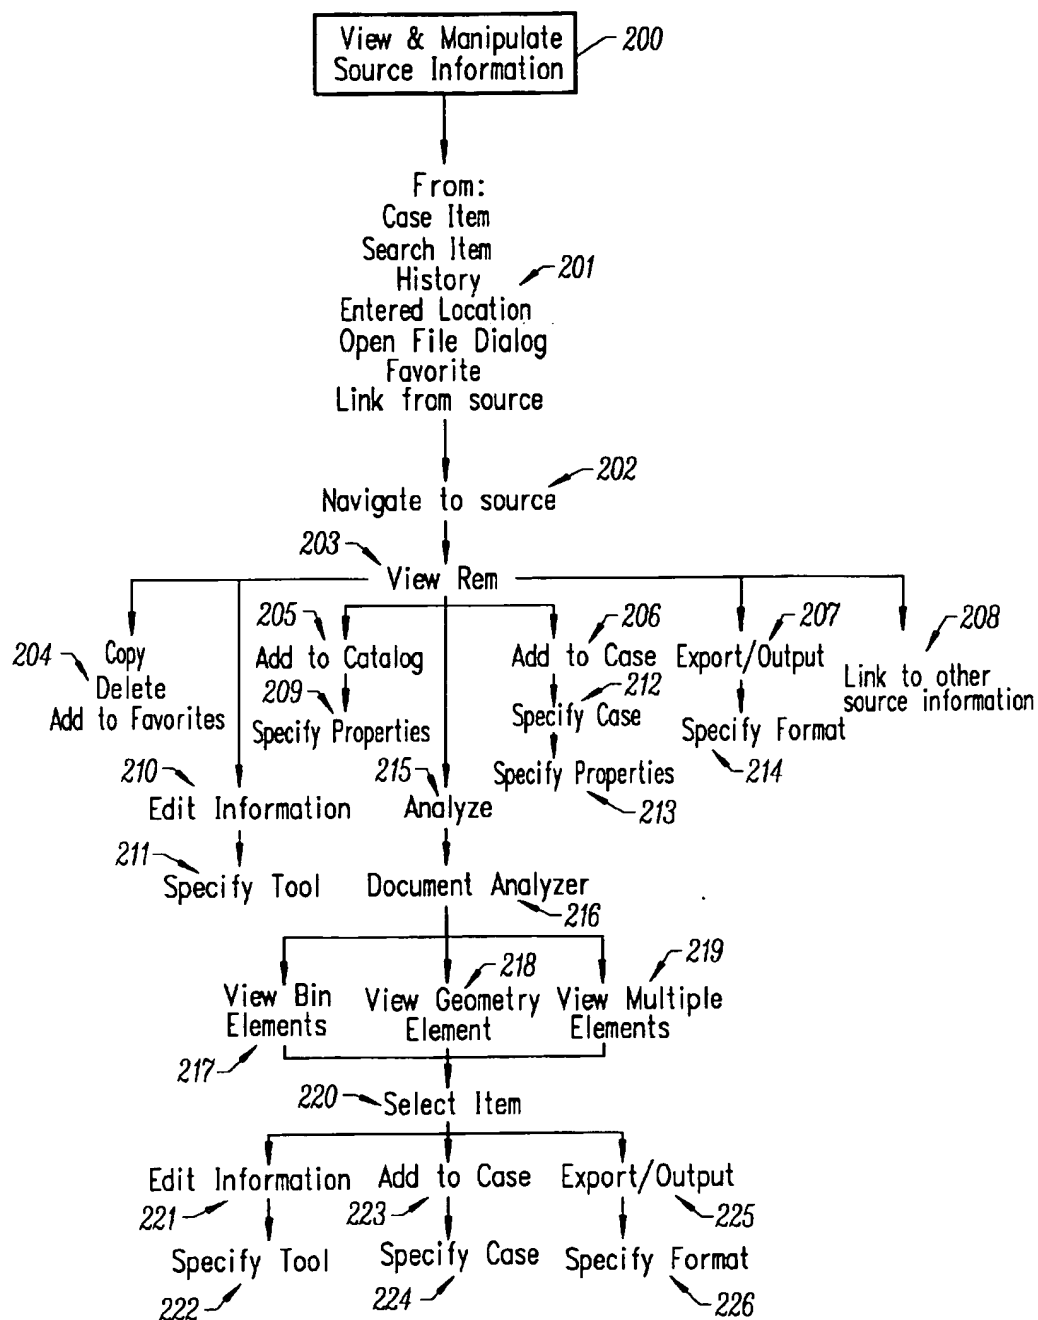 View & Manipulate
Source Information
200
From:
Case Item
Search Item
History
201
Entered Location
Open File Dialog
Favorite
Link from source
202
Navigate to source
203
View Rem
204
Copy
Delete
Add to Favorites
205
Add to Catalog
209
Specify Properties
206
Add to Case
212
Specify Case
Specify Properties
213
207
Export/Output
Specify Format
214
208
Link to other
source information
210
Edit Information
211
Specify Tool
215
Analyze
Document Analyzer
216
View Bin
Elements
217
218
View Geometry
Element
219
View Multiple
Elements
220
Select Item
Edit Information
221
Specify Tool
222
Add to Case
223
Specify Case
224
Export/Output
225
Specify Format
226